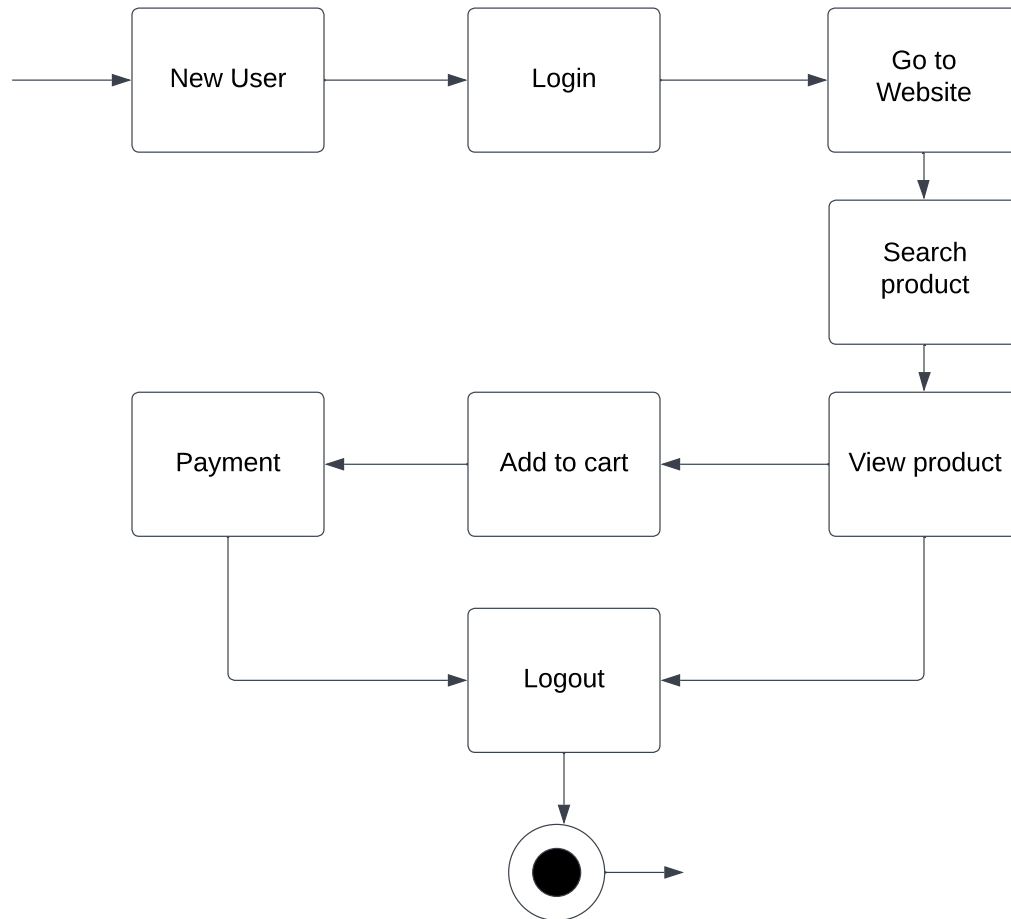 New User
Login
Go to
Website
Search
product
Payment
Add to cart
View product
Logout